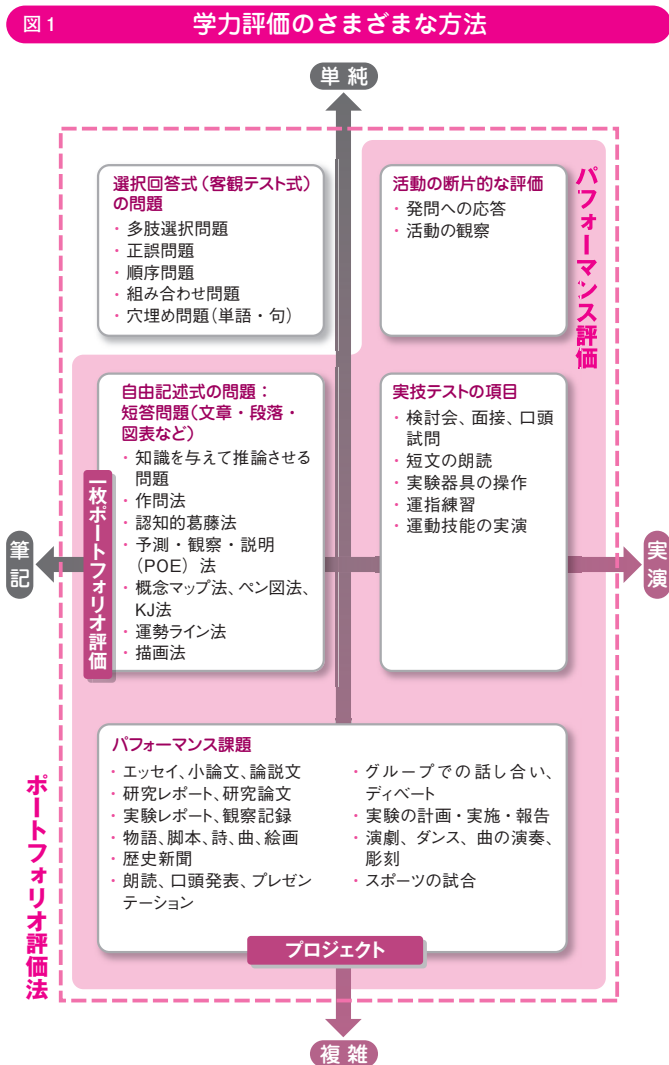 図1
学力評価のさまざまな方法
単純
選択回答式（客観テスト式）
の問題
・多肢選択問題
・正誤問題
・順序問題
・組み合わせ問題
・穴埋め問題（単語・句）
活動の断片的な評価
・発問への応答
・活動の観察
パフォーマンス評価
自由記述式の問題：
短答問題（文章・段落・
図表など）
・知識を与えて推論させる
問題
・作問法
・認知的葛藤法
・予測・観察・説明
（POE）法
・概念マップ法、ベン図法、
KJ法
・運勢ライン法
・描画法
一枚ポートフォリオ評価
実技テストの項目
・検討会、面接、口頭
試問
・短文の朗読
・実験器具の操作
・運指練習
・運動技能の実演
筆記
実演
パフォーマンス課題
・エッセイ、小論文、論説文
・研究レポート、研究論文
・実験レポート、観察記録
・物語、脚本、詩、曲、絵画
・歴史新聞
・朗読、口頭発表、プレゼン
テーション
・グループでの話し合い、
ディベート
・実験の計画・実施・報告
・演劇、ダンス、曲の演奏、
彫刻
・スポーツの試合
プロジェクト
ポートフォリオ評価法
複雑